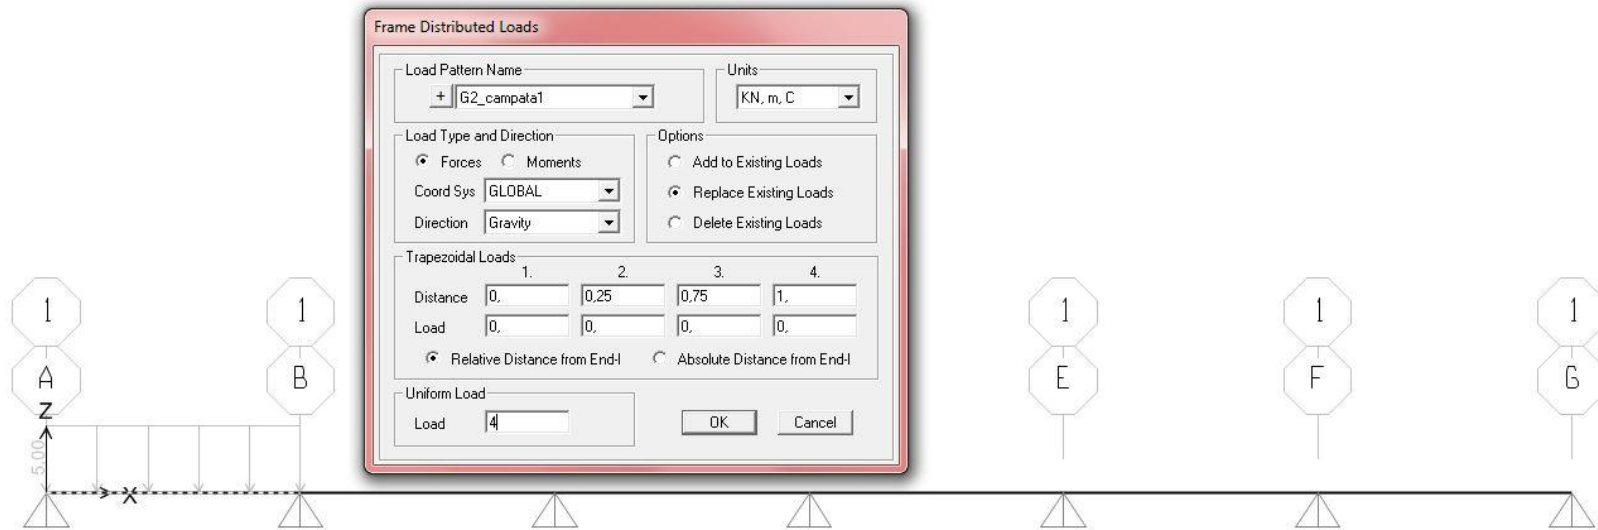 Frame Distributed Loads
Load Pattern Name
+ G2_campata1
Units
KN, m, C
Load Type and Direction
Forces Moments
Coord Sys GLOBAL
Direction Gravity
Options
Add to Existing Loads
Replace Existing Loads
Delete Existing Loads
Trapezoidal Loads
1. 2. 3. 4.
Distance 0, 0,25 0,75 1,
Load 0, 0, 0, 0,
Relative Distance from End-I Absolute Distance from End-I
Uniform Load
Load 4
OK Cancel
1 1 1 1 1
A B E F G
Z
5,00
X